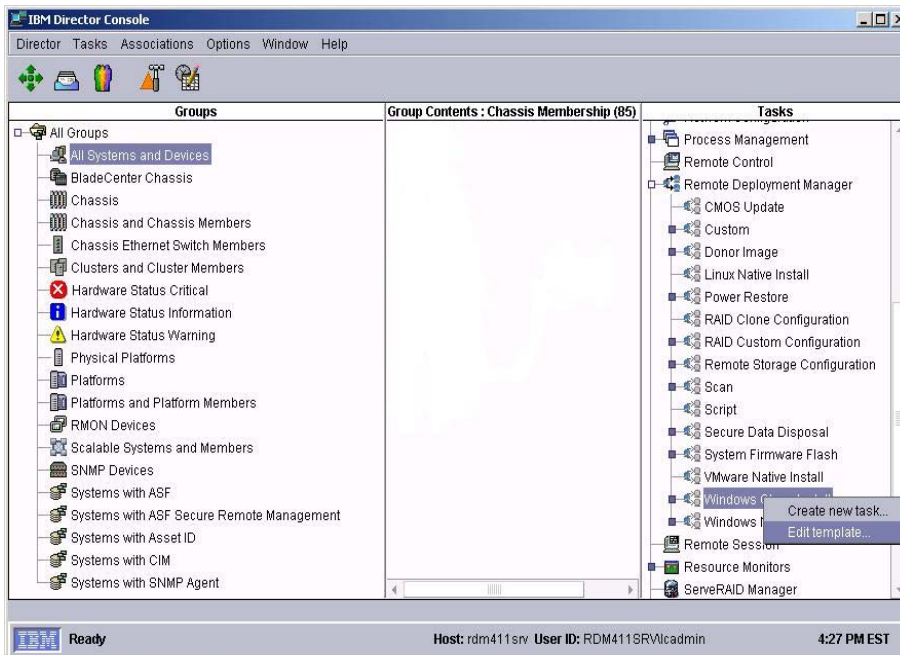 IBM Director Console
Director Tasks Associations Options Window Help
Groups
All Groups
All Systems and Devices
BladeCenter Chassis
Chassis
Chassis and Chassis Members
Chassis Ethernet Switch Members
Clusters and Cluster Members
Hardware Status Critical
Hardware Status Information
Hardware Status Warning
Physical Platforms
Platforms
Platforms and Platform Members
RMON Devices
Scalable Systems and Members
SNMP Devices
Systems with ASF
Systems with ASF Secure Remote Management
Systems with Asset ID
Systems with CIM
Systems with SNMP Agent
Group Contents : Chassis Membership (85)
Tasks
Process Management
Remote Control
Remote Deployment Manager
CMOS Update
Custom
Donor Image
Linux Native Install
Power Restore
RAID Clone Configuration
RAID Custom Configuration
Remote Storage Configuration
Scan
Script
Secure Data Disposal
System Firmware Flash
VMware Native Install
Windows
Windows
Create new task...
Edit template...
Remote Session
Resource Monitors
ServeRAID Manager
IBM Ready Host: rdm411srv User ID: RDM411SRV\lcadmin 4:27 PM EST